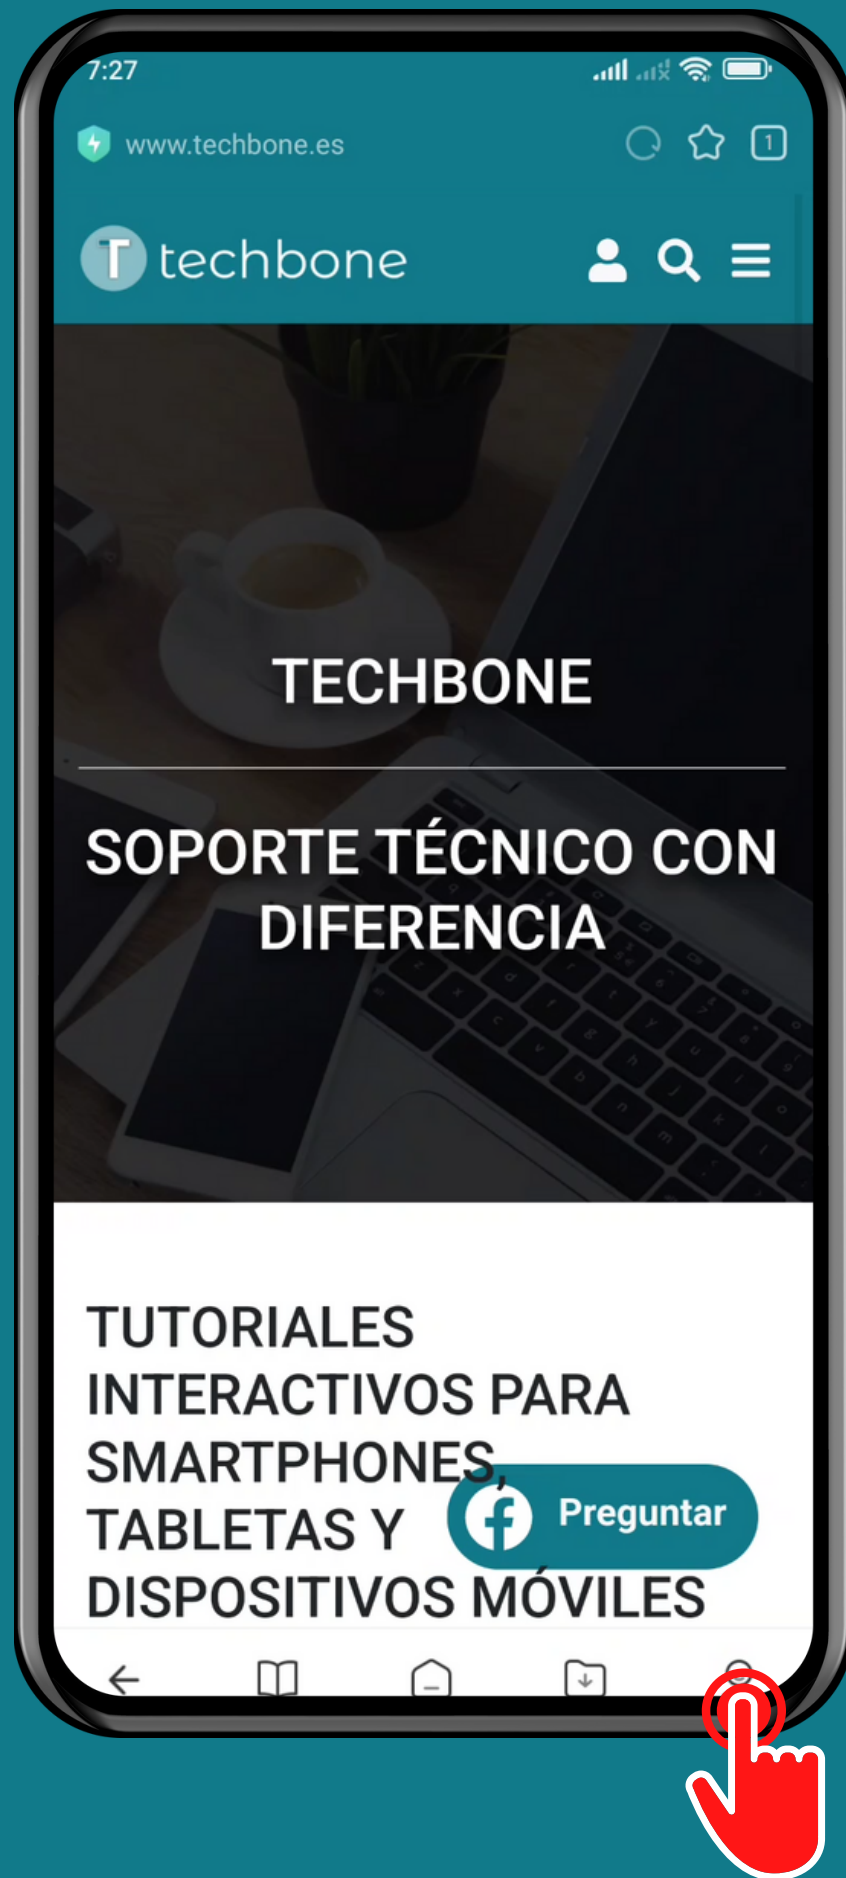 7:27
www.techbone.es
1
T techbone
TECHBONE
SOPORTE TÉCNICO CON
DIFERENCIA
TUTORIALES
INTERACTIVOS PARA
SMARTPHONES,
TABLETAS Y
DISPOSITIVOS MÓVILES
Preguntar